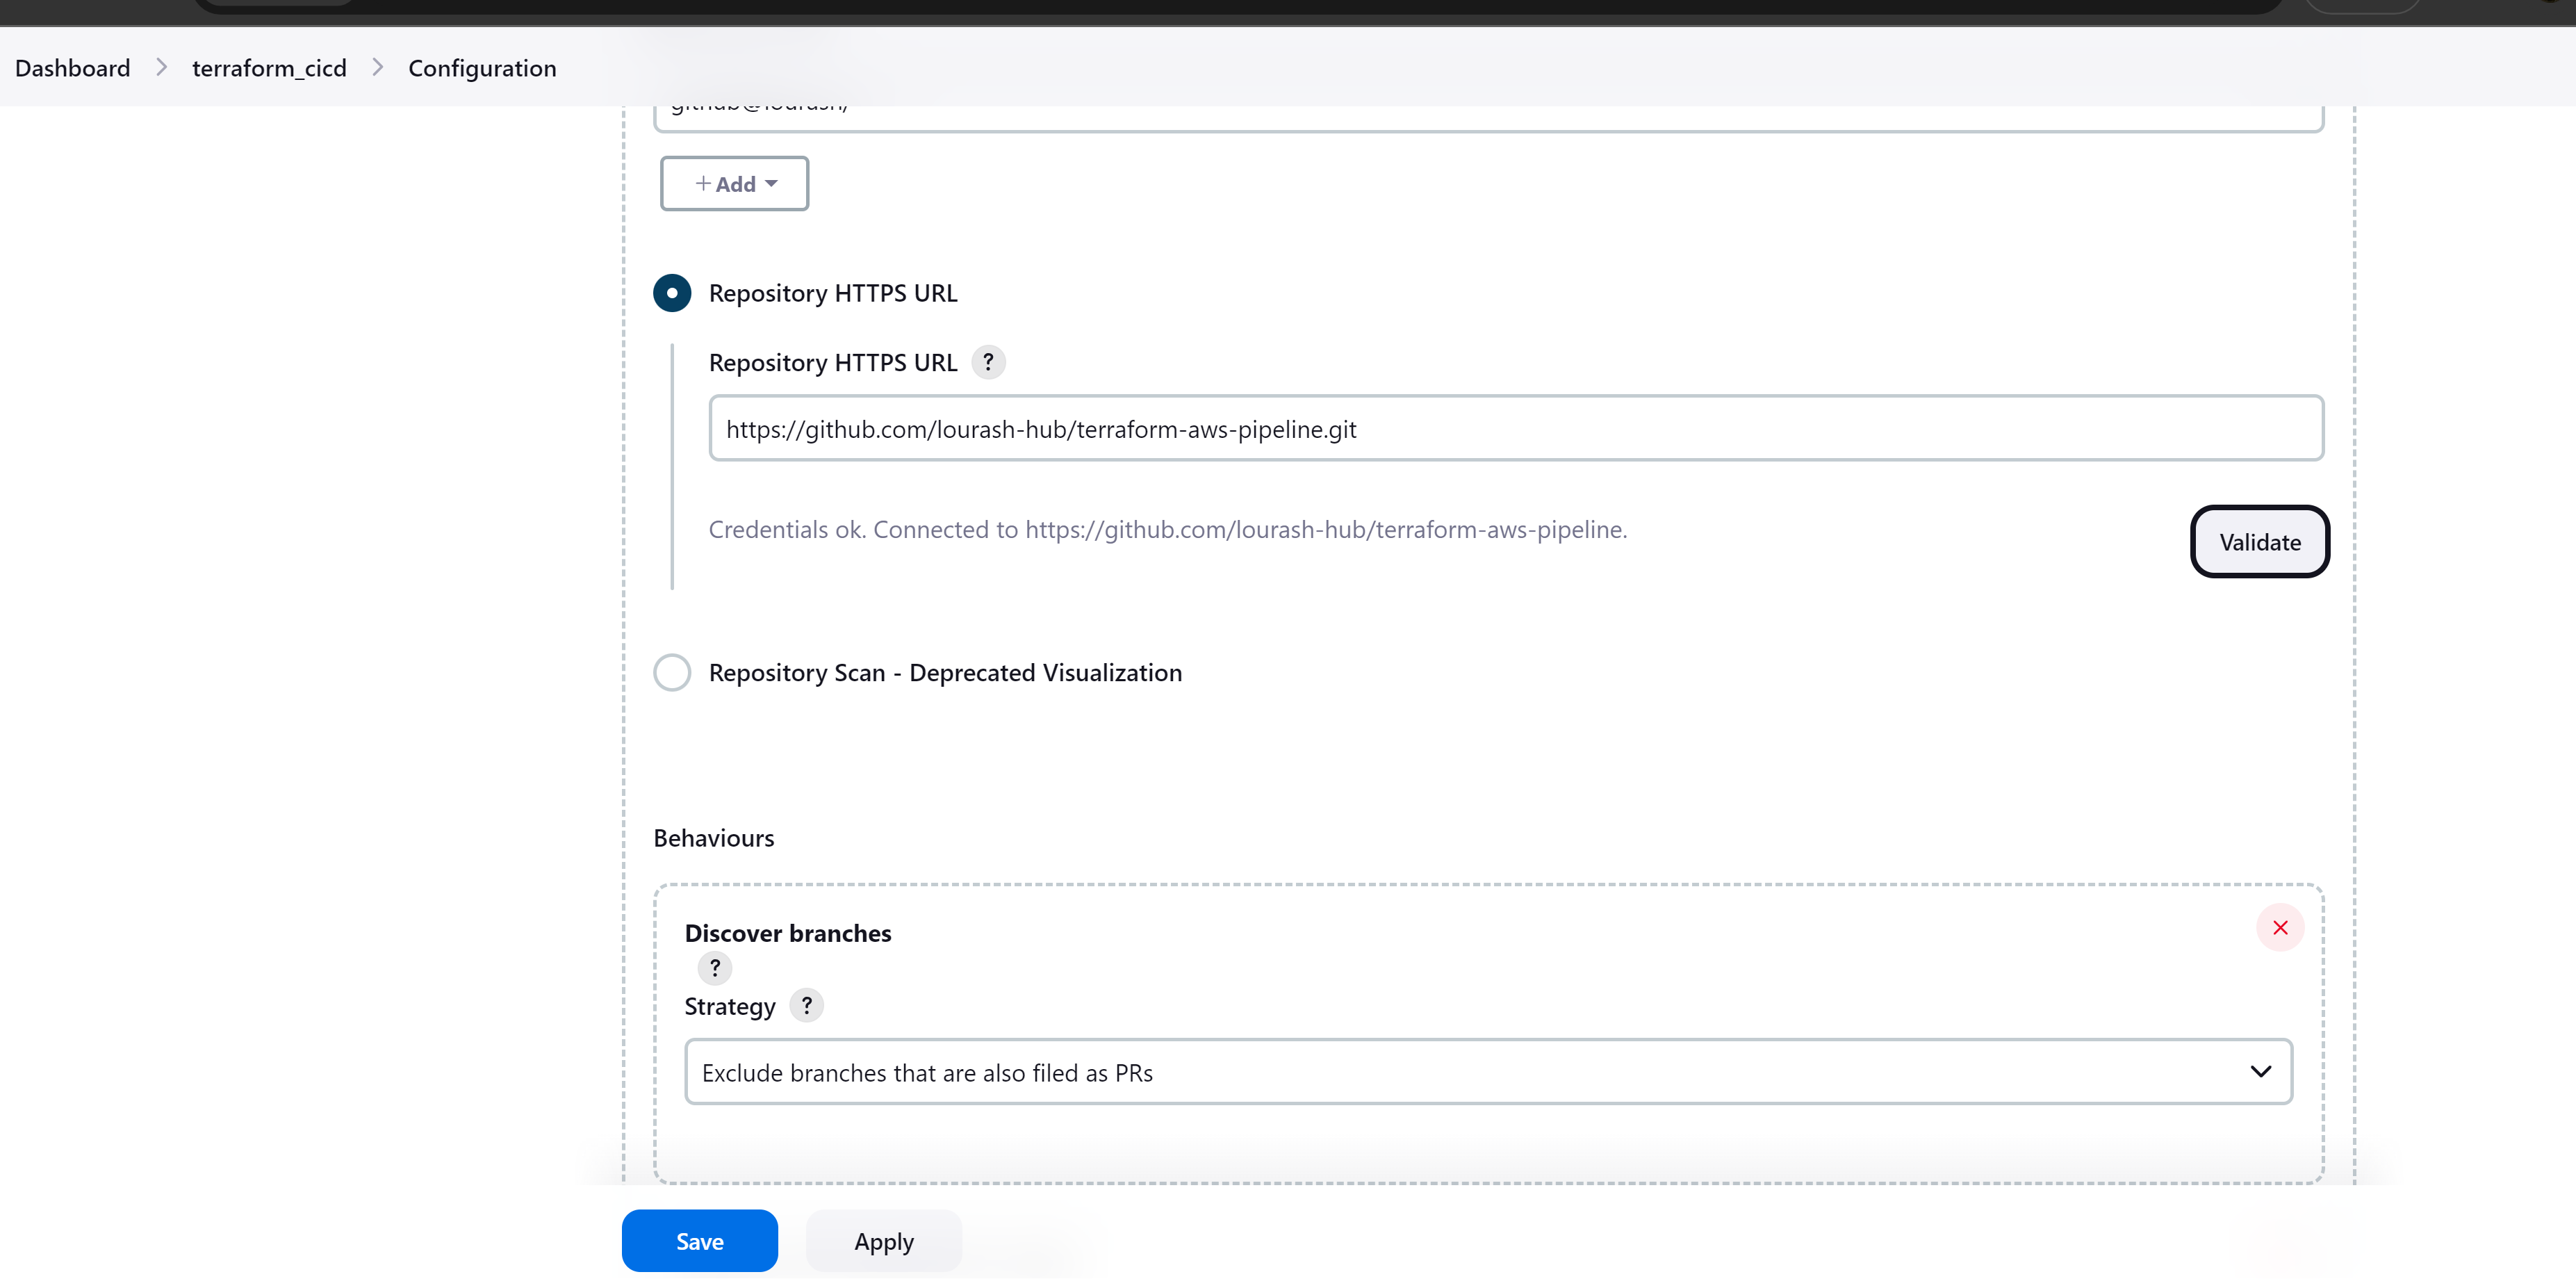 Dashboard > terraform_cicd > Configuration
+ Add
Repository HTTPS URL
Repository HTTPS URL ?
https://github.com/lourash-hub/terraform-aws-pipeline.git
Credentials ok. Connected to https://github.com/lourash-hub/terraform-aws-pipeline.
Validate
Repository Scan - Deprecated Visualization
Behaviours
Discover branches
?
Strategy ?
Exclude branches that are also filed as PRs
Save Apply